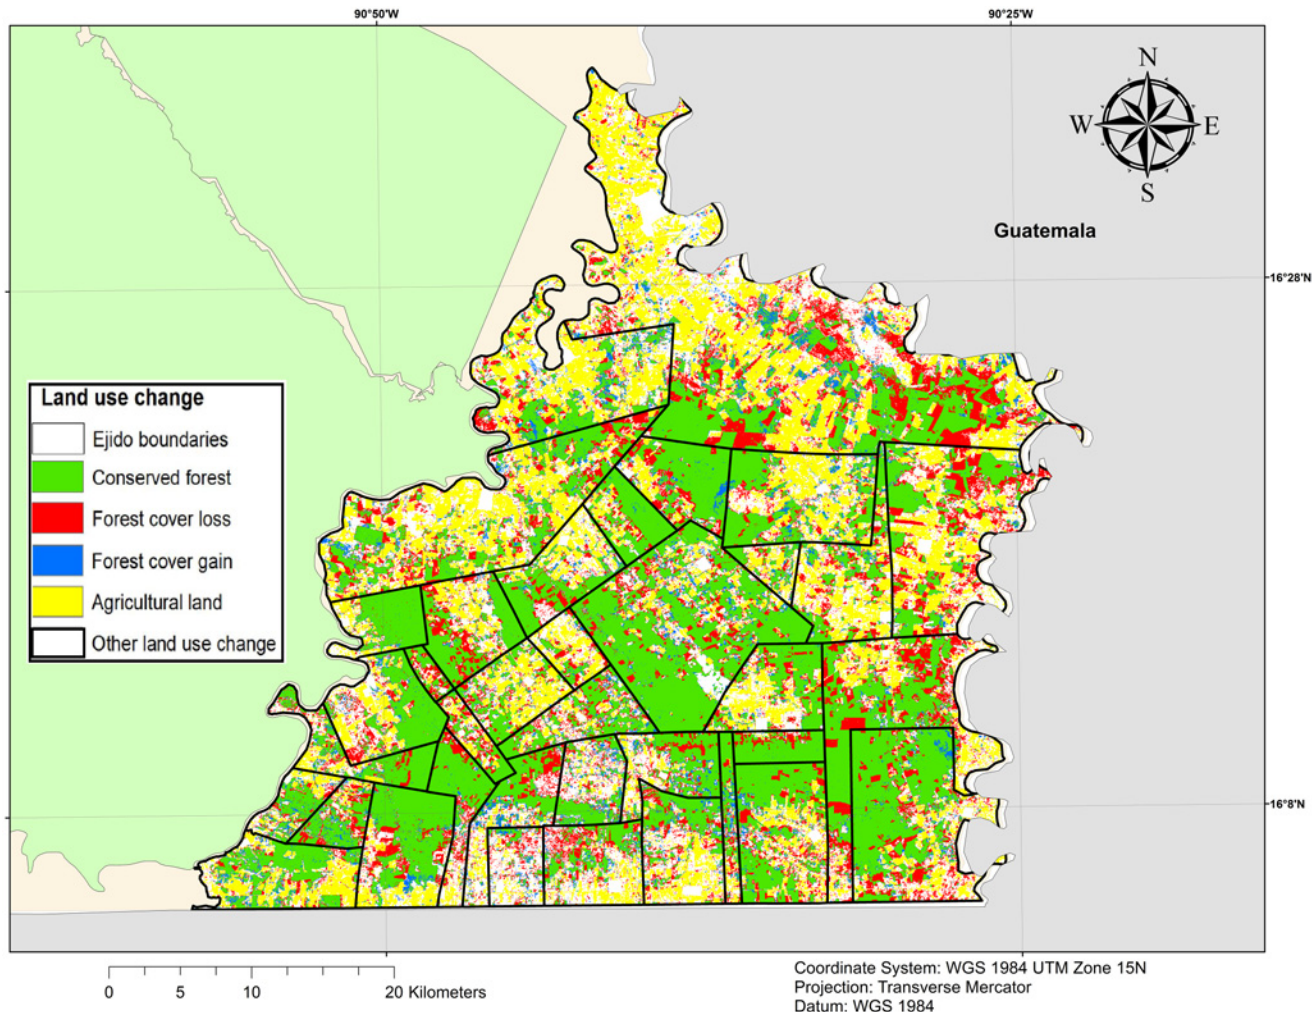 90°50'W
90°25'W
N
W
E
S
Guatemala
16°28'N
Land use change
Ejido boundaries
Conserved forest
Forest cover loss
Forest cover gain
Agricultural land
Other land use change
16°8'N
0 5 10 20 Kilometers
Coordinate System: WGS 1984 UTM Zone 15N
Projection: Transverse Mercator
Datum: WGS 1984